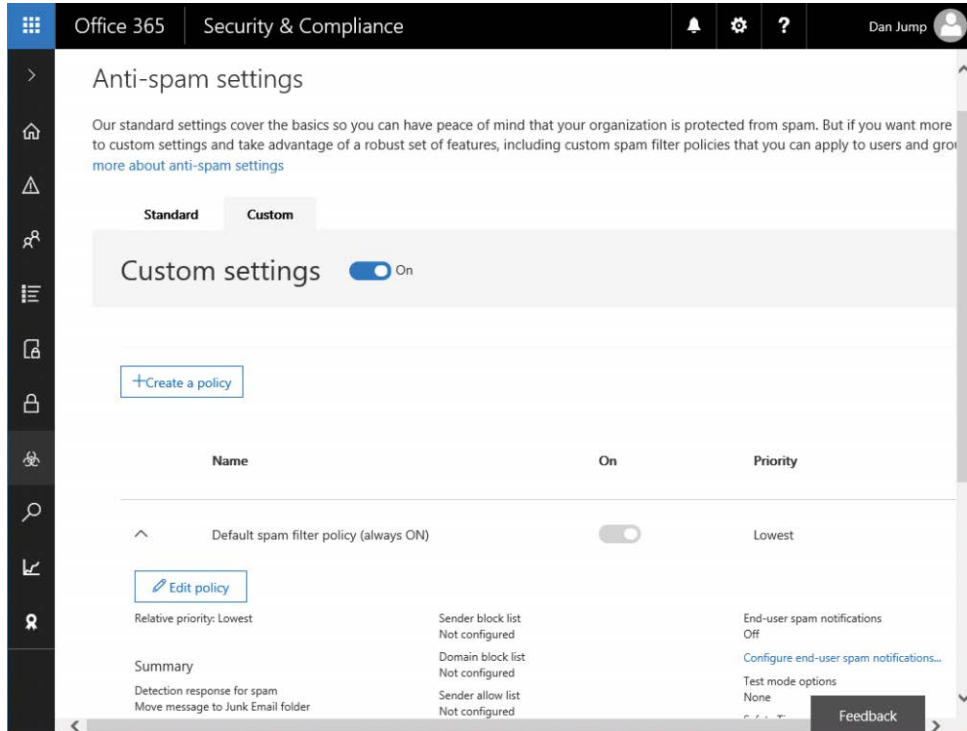 Office 365
Security & Compliance
?
Dan Jump
Anti-spam settings
Our standard settings cover the basics so you can have peace of mind that your organization is protected from spam. But if you want more
to custom settings and take advantage of a robust set of features, including custom spam filter policies that you can apply to users and
more about anti-spam settings
Standard
Custom
Custom settings
On
+Create a policy
Name
On
Priority
Default spam filter policy (always ON)
Lowest
Edit policy
Relative priority: Lowest
Summary
Detection response for spam
Move message to Junk Email folder
Sender block list
Not configured
Domain block list
Not configured
Sender allow list
Not configured
End-user spam notifications
Off
Configure end-user spam notifications...
Test mode options
None
Feedback